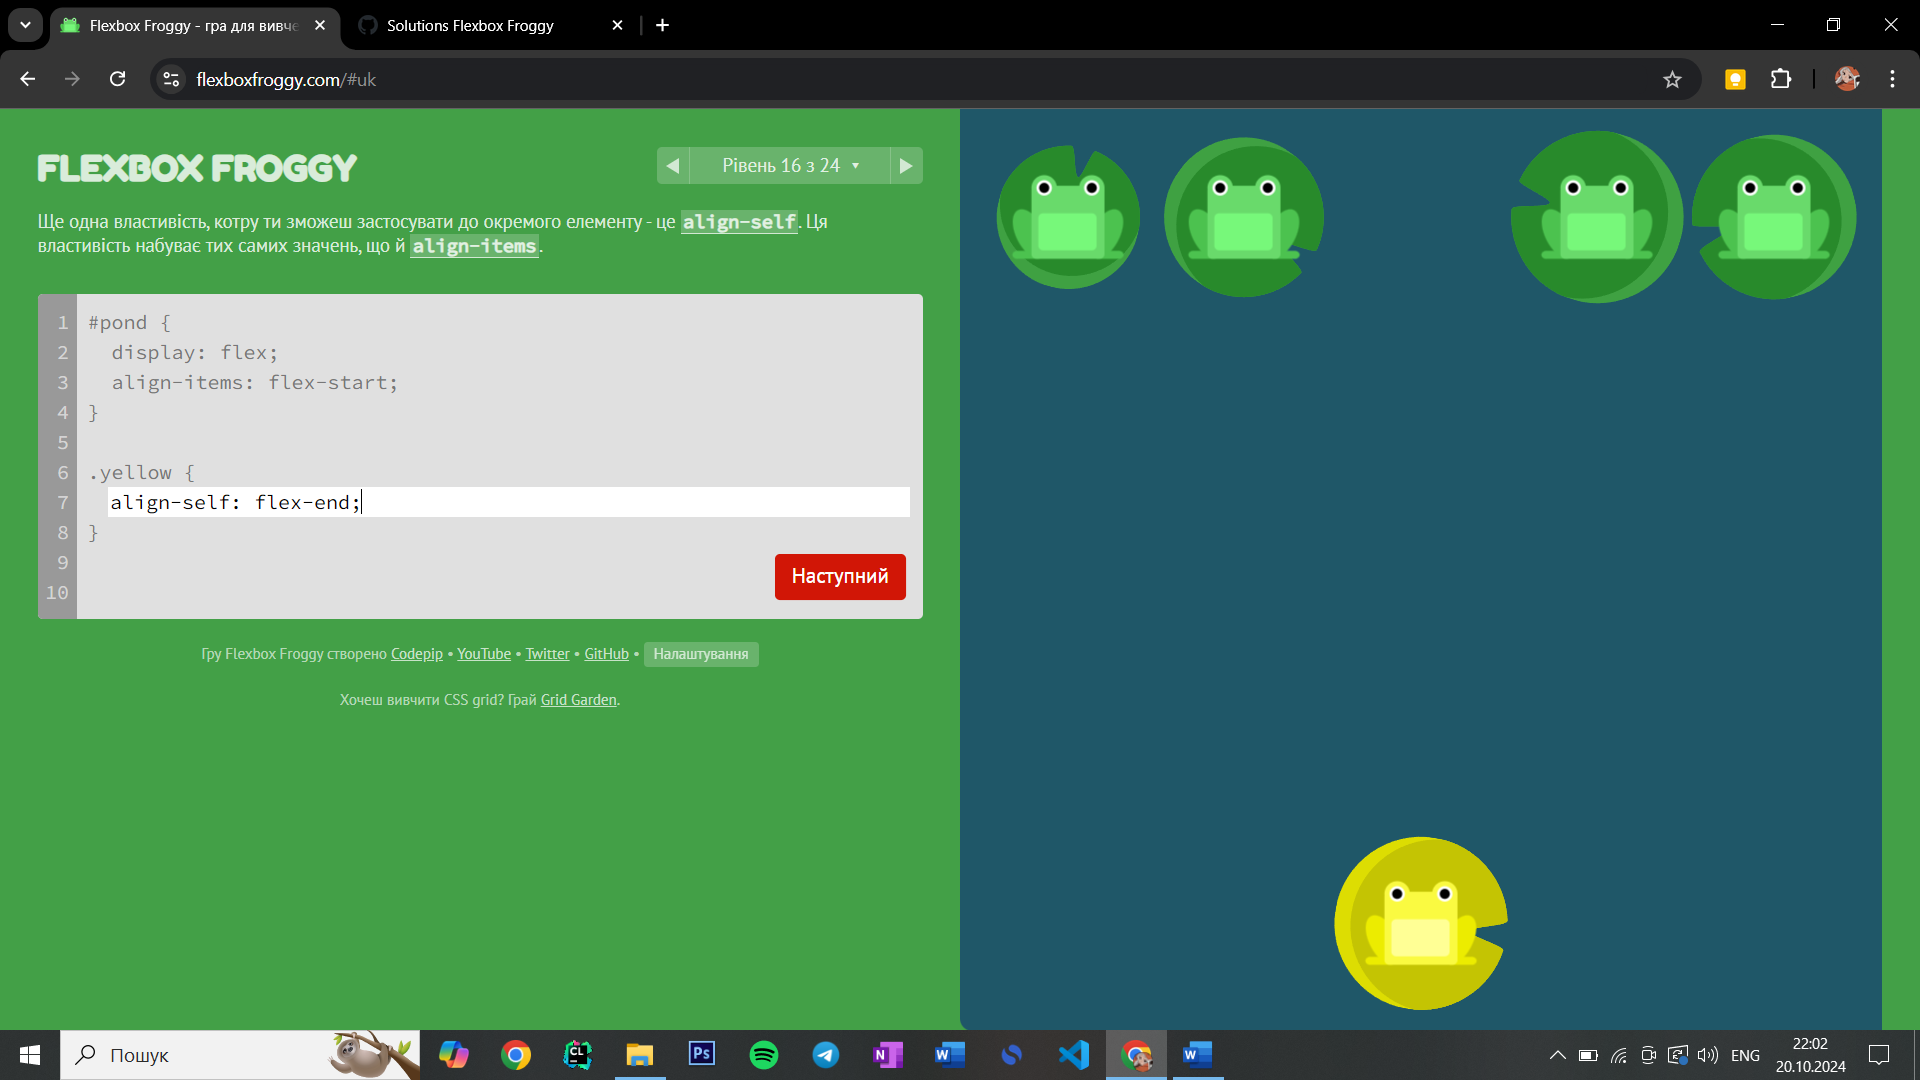 Flexbox Froggy - гра для вивче
Solutions Flexbox Froggy
flexboxfroggy.com/#uk
FLEXBOX FROGGY
Рівень 16 з 24
Ще одна властивість, котру ти зможеш застосувати до окремого елементу - це align-self. Ця
властивість набуває тих самих значень, що й align-items.
1 #pond {
2 display: flex;
3 align-items: flex-start;
4 }
5
6 .yellow {
7 align-self: flex-end;
8 }
9
10
Наступний
Гру Flexbox Froggy створено Codepip • YouTube • Twitter • GitHub • Налаштування
Хочеш вивчити CSS grid? Грай Grid Garden.
Пошук
CL
Ps
N
W
W
ENG
22:02
20.10.2024